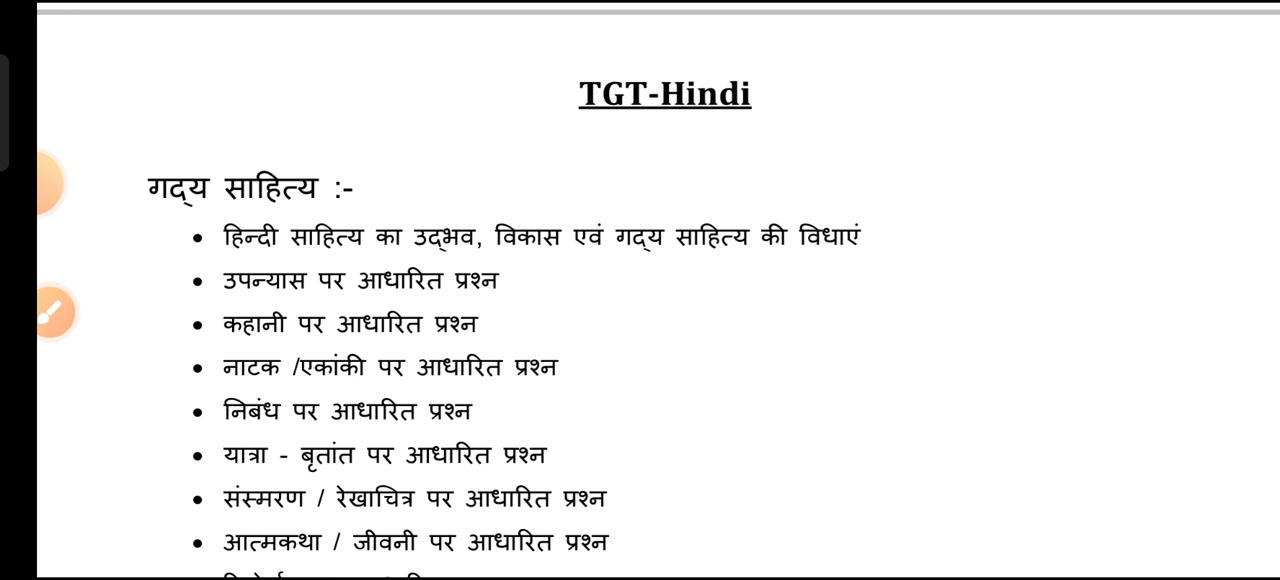 TGT-Hindi
गद्य साहित्य :-
• हिन्दी साहित्य का उद्भव, विकास एवं गद्य साहित्य की विधाएं
• उपन्यास पर आधारित प्रश्न
• कहानी पर आधारित प्रश्न
• नाटक /एकांकी पर आधारित प्रश्न
• निबंध पर आधारित प्रश्न
• यात्रा - बृतांत पर आधारित प्रश्न
• संस्मरण / रेखाचित्र पर आधारित प्रश्न
• आत्मकथा / जीवनी पर आधारित प्रश्न